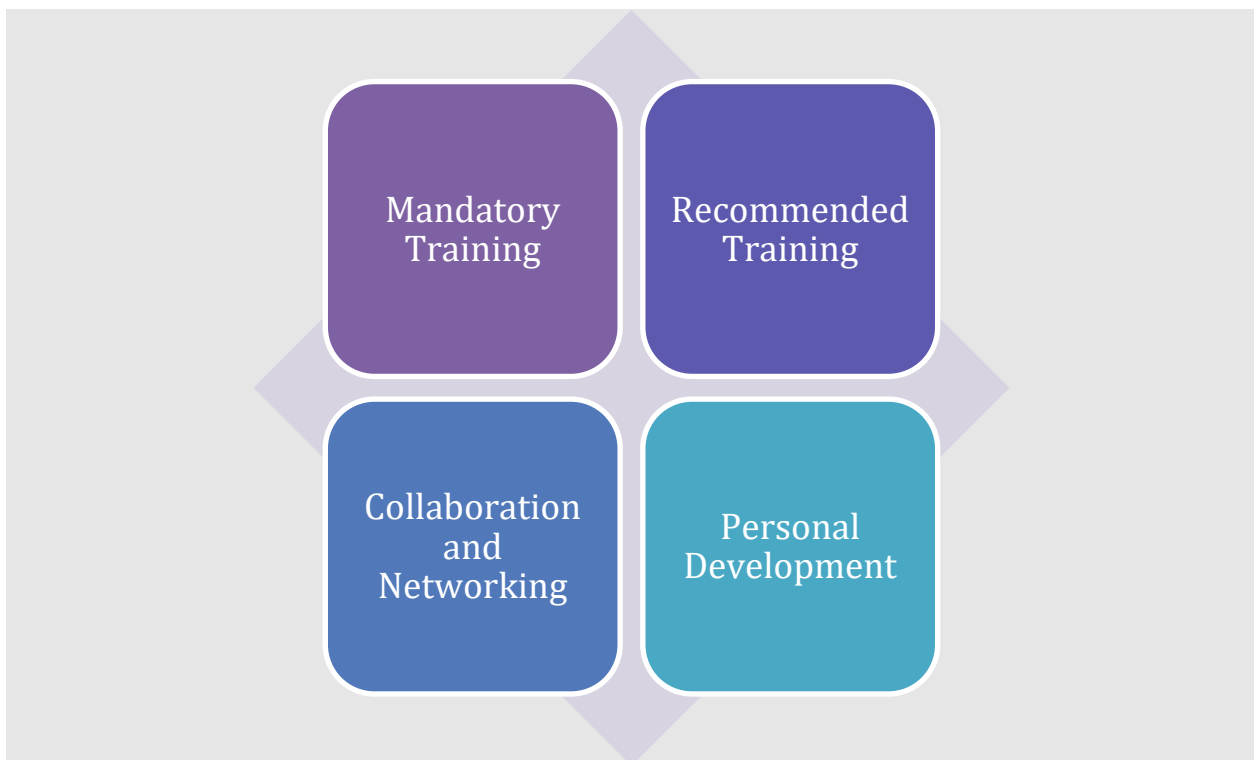 Mandatory
Training
Recommended
Training
Collaboration
and
Networking
Personal
Development